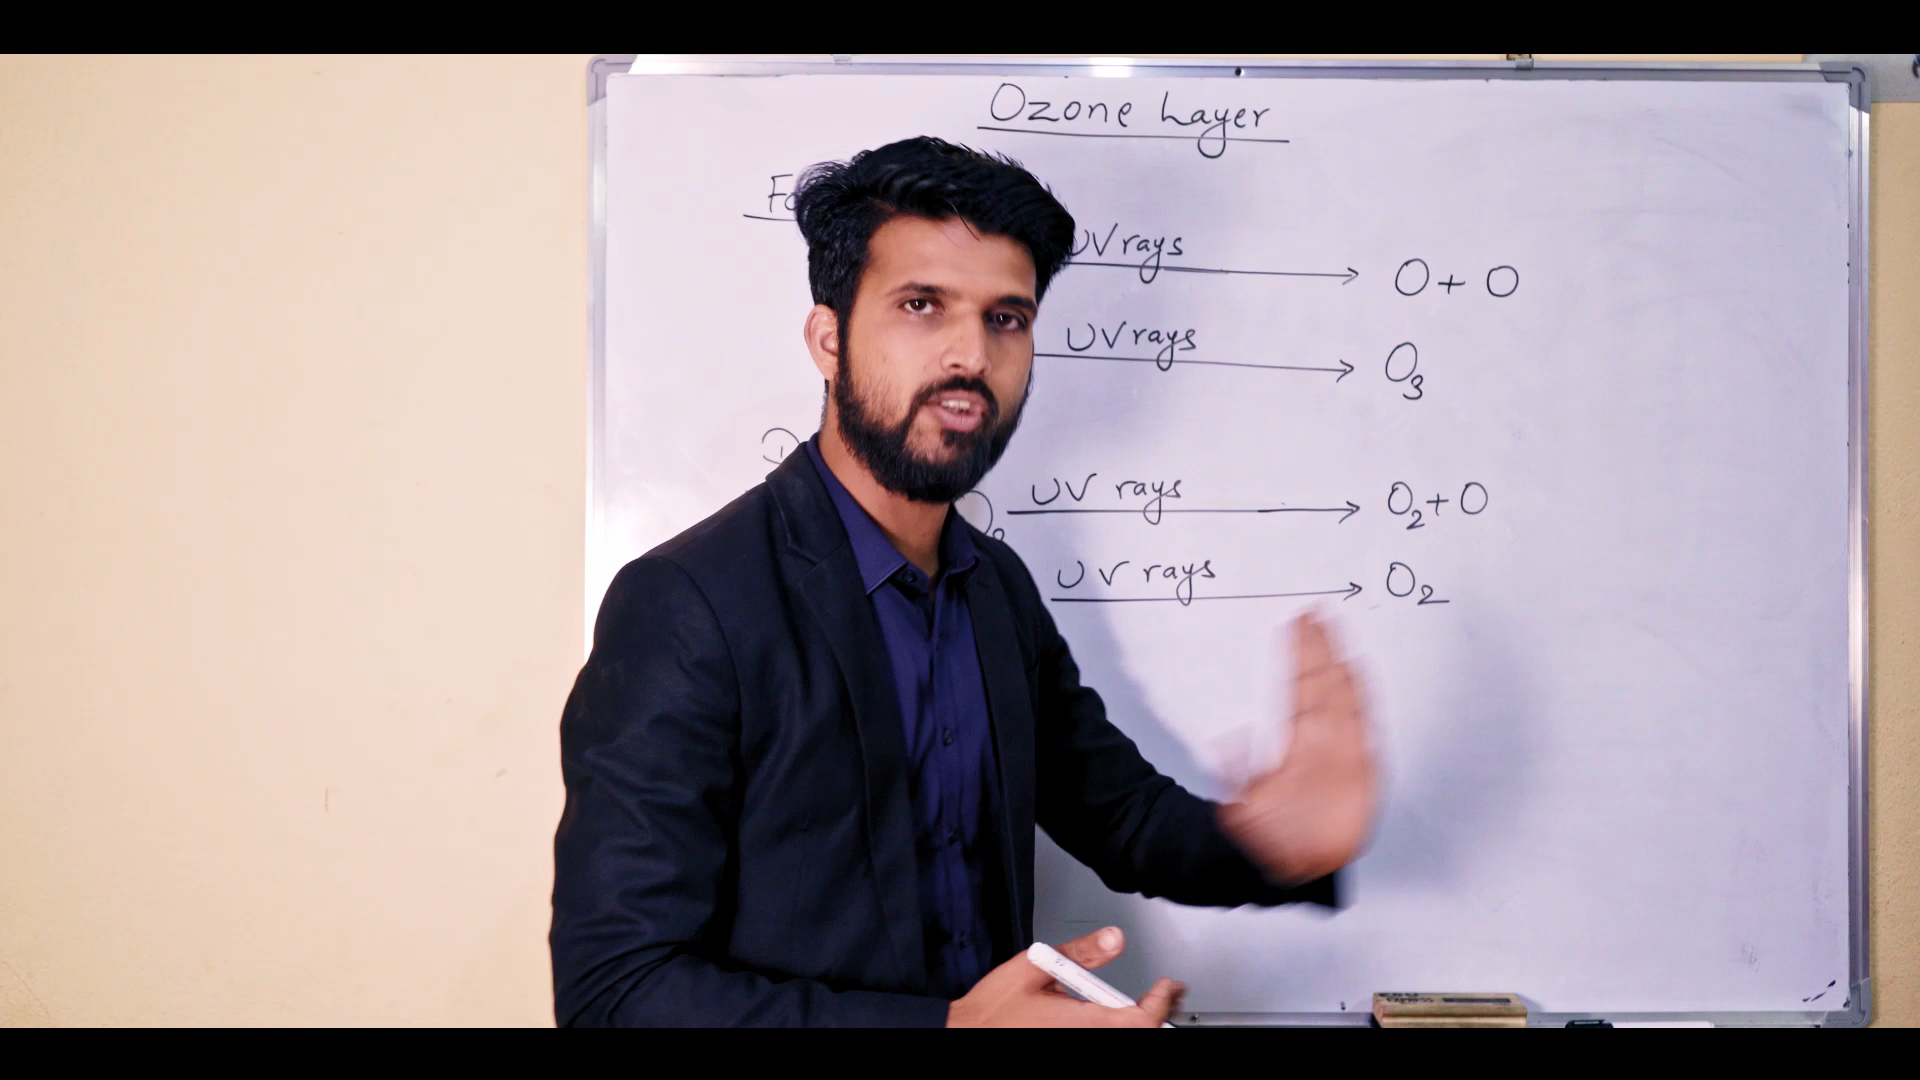 Ozone Layer
UV rays → O + O
UV rays → O3
UV rays → O2 + O
UV rays → O2